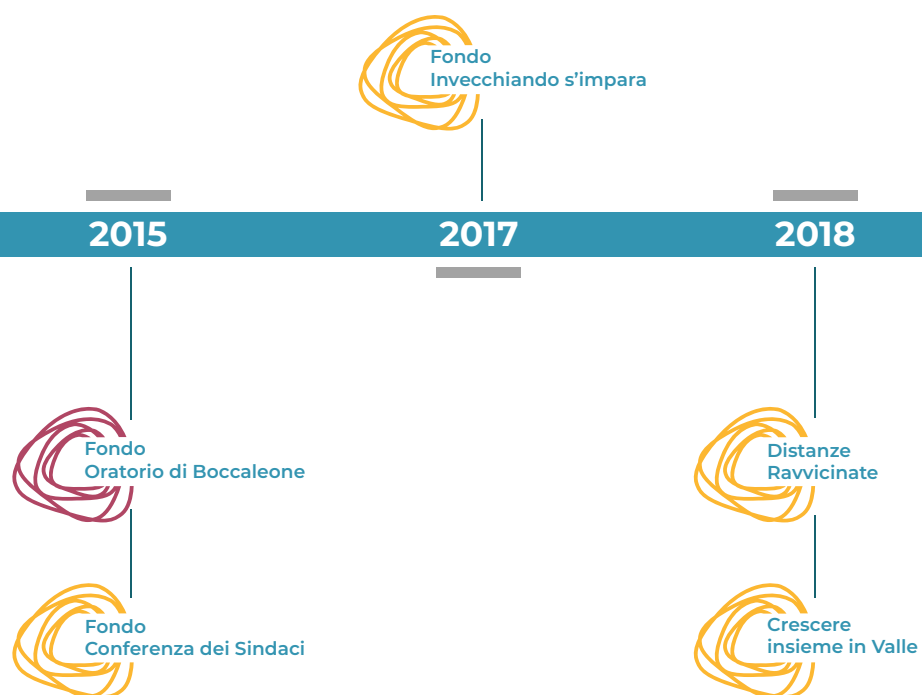 Fondo
Invecchiando s’impara
2015
2017
2018
Fondo
Oratorio di Boccaleone
Distanze
Ravvicinate
Fondo
Conferenza dei Sindaci
Crescere
insieme in Valle